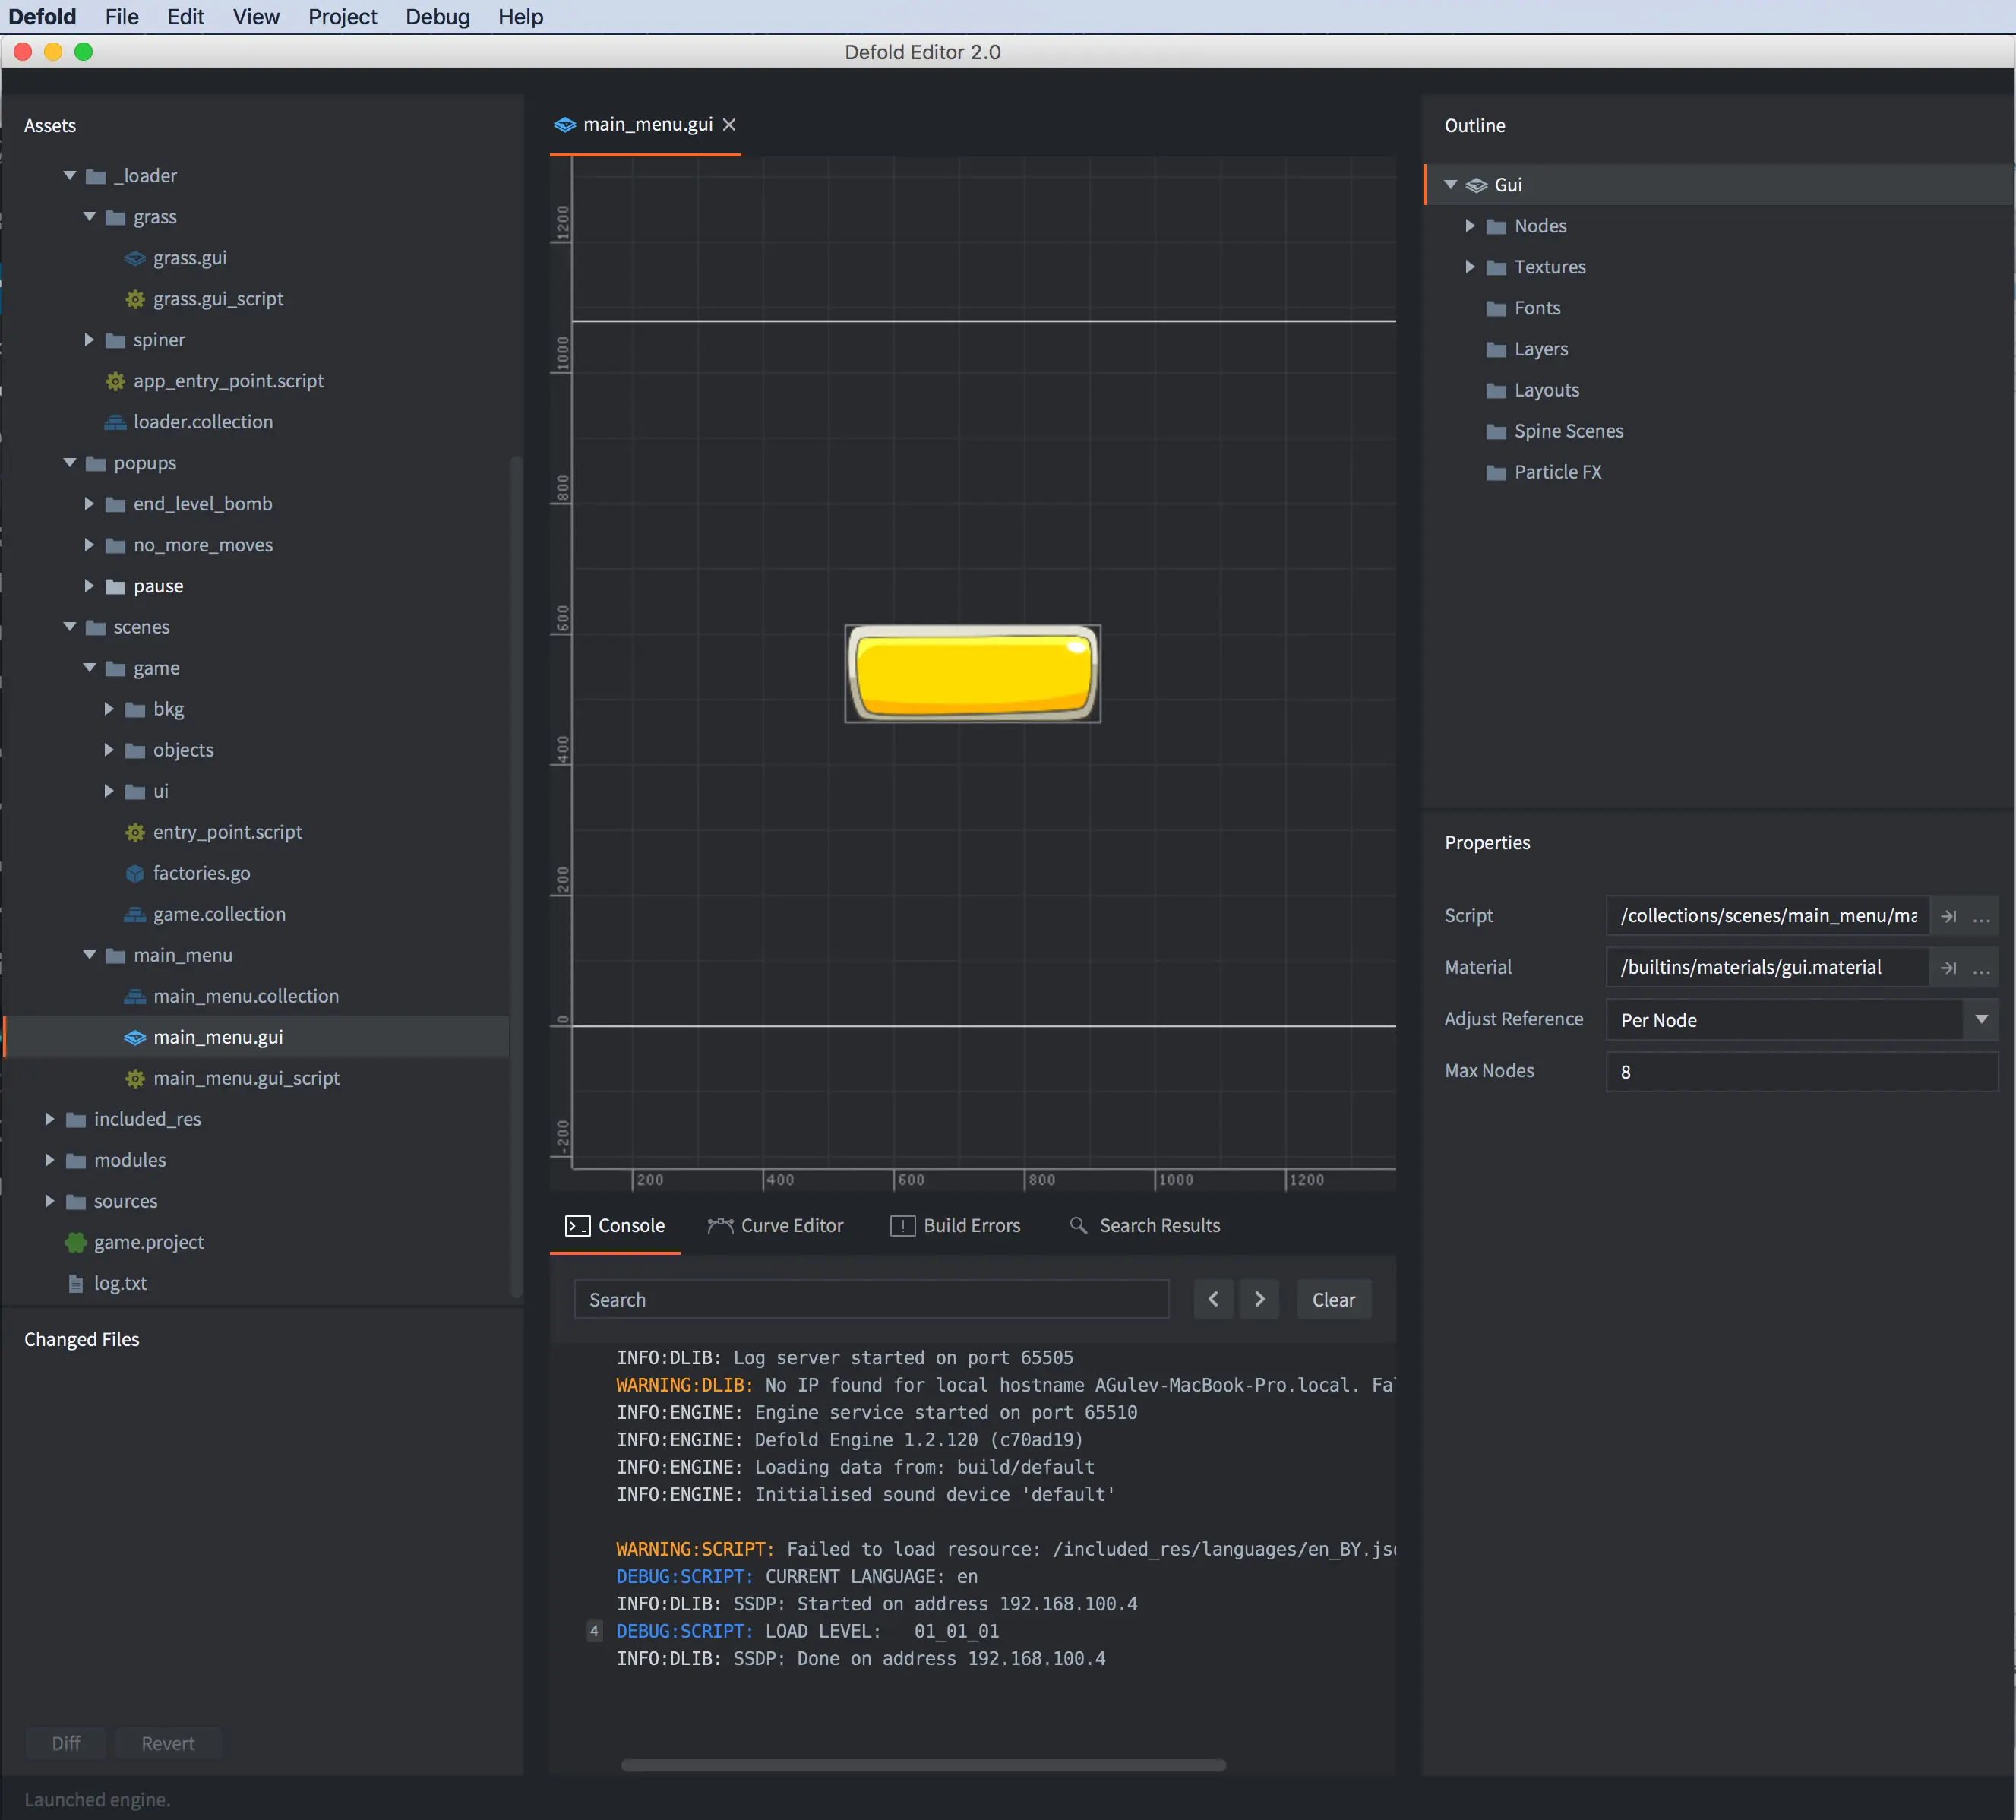 Defold File Edit View Project Debug Help
Defold Editor 2.0
Assets
_loader
grass
grass.gui
grass.gui_script
spiner
app_entry_point.script
loader.collection
popups
end_level_bomb
no_more_moves
pause
scenes
game
bkg
objects
ui
entry_point.script
factories.go
game.collection
main_menu
main_menu.collection
main_menu.gui
main_menu.gui_script
included_res
modules
sources
game.project
log.txt
Changed Files
Diff Revert
Launched engine.
main_menu.gui
1200
1000
800
600
400
200
0
-200
200 400 600 800 1000 1200
Console Curve Editor Build Errors Search Results
Search Clear
INFO:DLIB: Log server started on port 65505
WARNING:DLIB: No IP found for local hostname AGulev-MacBook-Pro.local. Fa
INFO:ENGINE: Engine service started on port 65510
INFO:ENGINE: Defold Engine 1.2.120 (c70ad19)
INFO:ENGINE: Loading data from: build/default
INFO:ENGINE: Initialised sound device 'default'
WARNING:SCRIPT: Failed to load resource: /included_res/languages/en_BY.js
DEBUG:SCRIPT: CURRENT LANGUAGE: en
INFO:DLIB: SSDP: Started on address 192.168.100.4
4 DEBUG:SCRIPT: LOAD LEVEL: 01_01_01
INFO:DLIB: SSDP: Done on address 192.168.100.4
Outline
Gui
Nodes
Textures
Fonts
Layers
Layouts
Spine Scenes
Particle FX
Properties
Script /collections/scenes/main_menu/ma ...
Material /builtins/materials/gui.material ...
Adjust Reference Per Node
Max Nodes 8